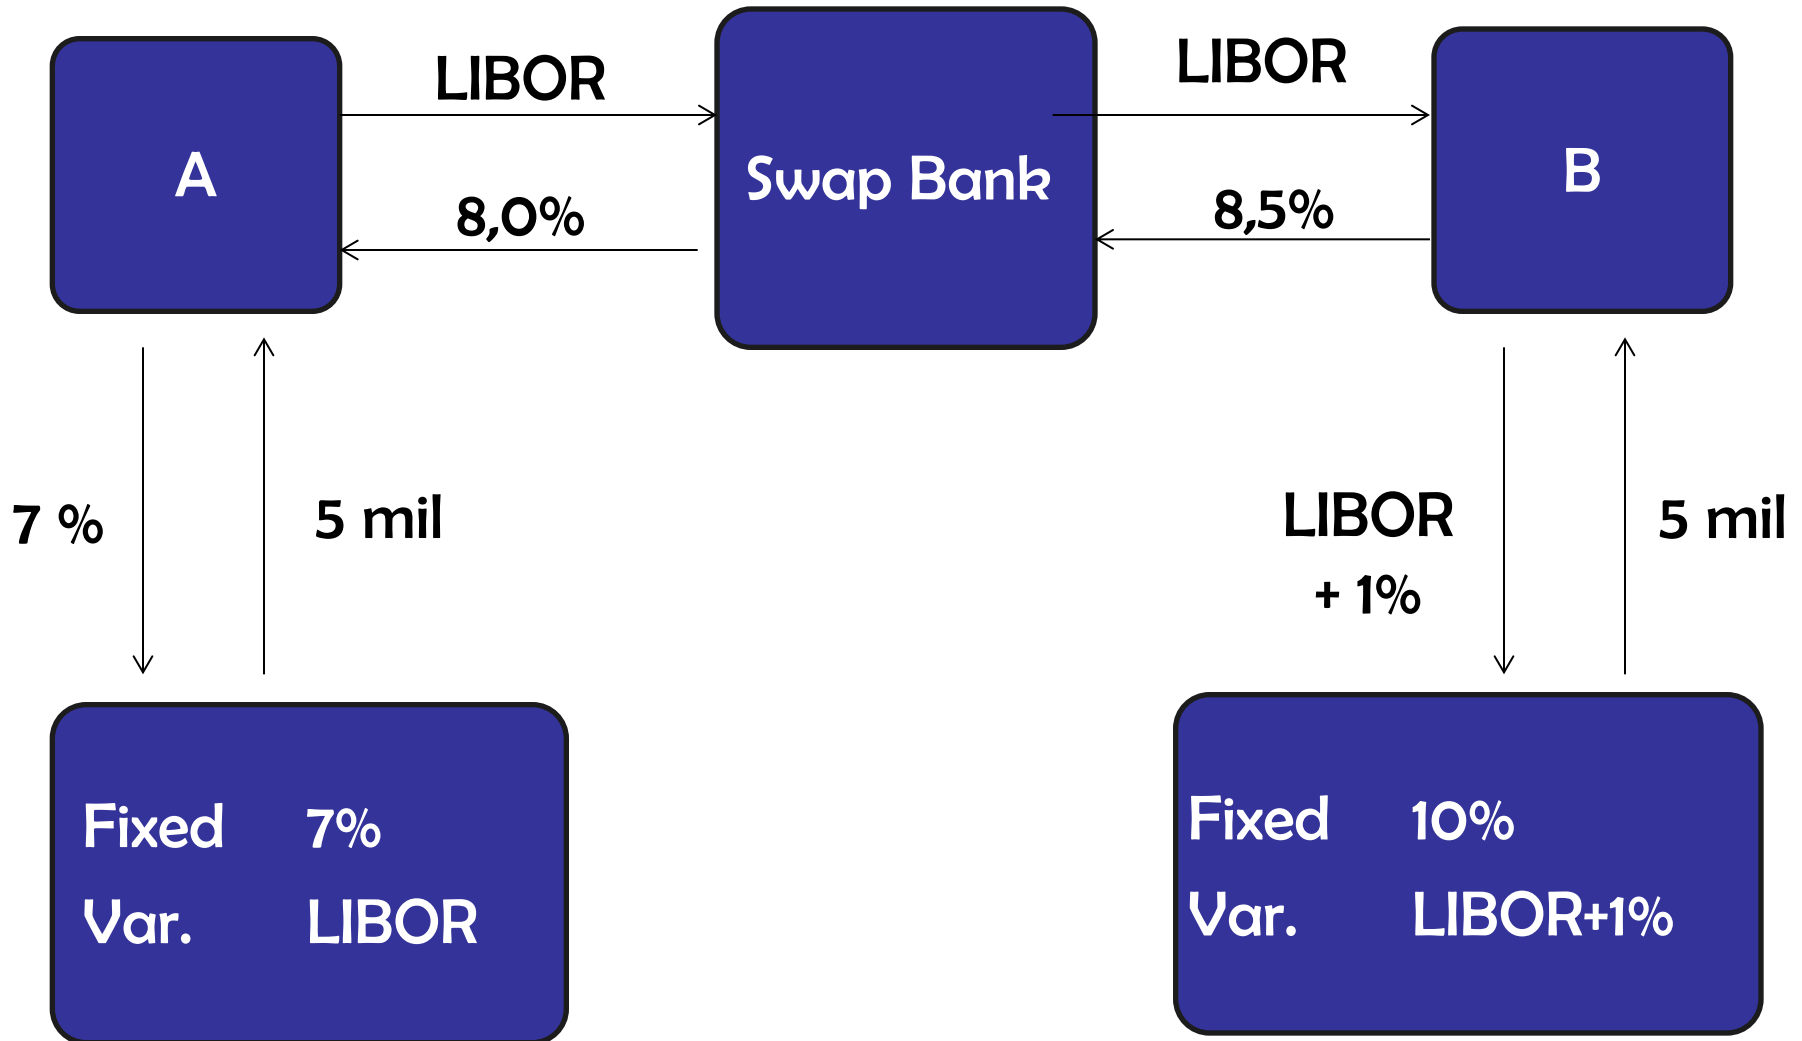 LIBOR
LIBOR
A
Swap Bank
B
8,0%
8,5%
7 %
5 mil
LIBOR
+ 1%
5 mil
Fixed 7%
Var. LIBOR
Fixed 10%
Var. LIBOR+1%